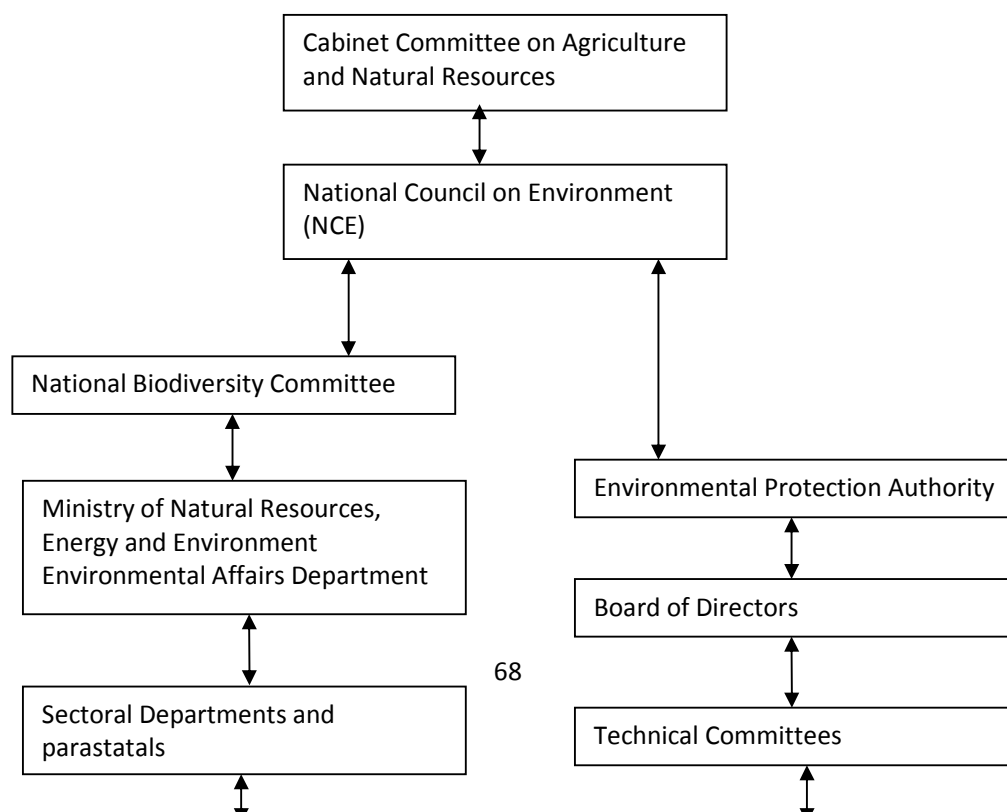 Cabinet Committee on Agriculture
and Natural Resources
National Council on Environment
(NCE)
National Biodiversity Committee
Ministry of Natural Resources,
Energy and Environment
Environmental Affairs Department
Sectoral Departments and
parastatals
Environmental Protection Authority
Board of Directors
Technical Committees
68